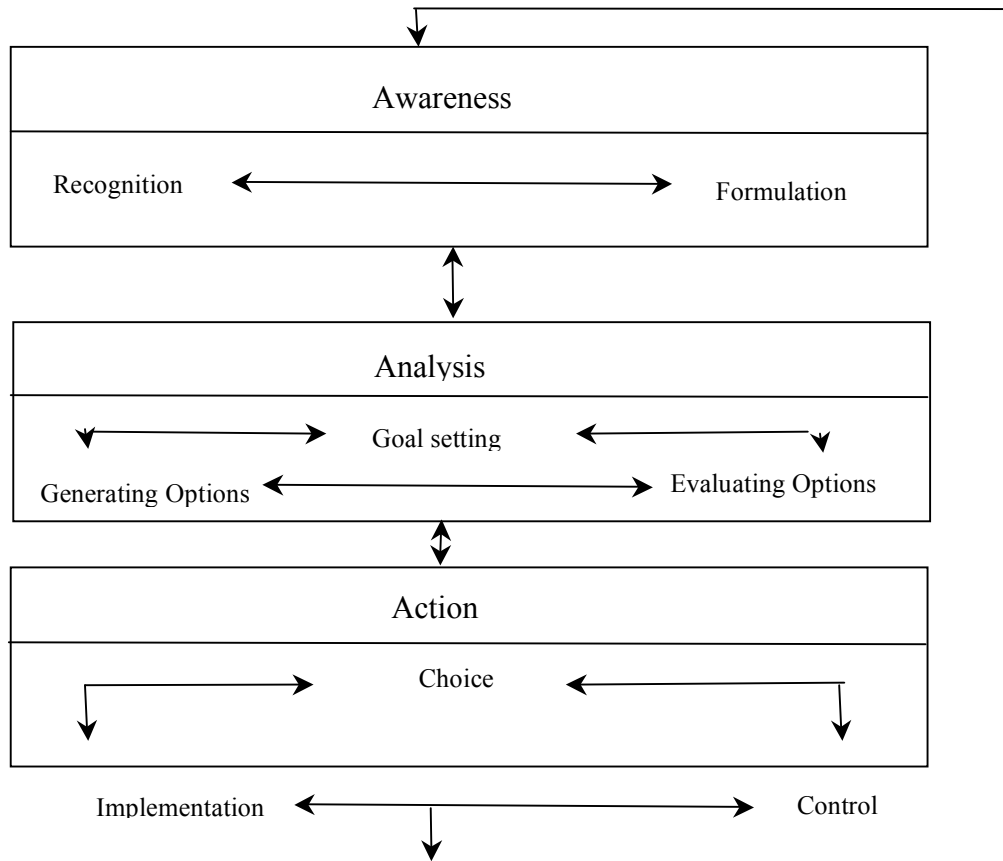 Awareness
Recognition
Formulation
Analysis
Goal setting
Generating Options
Evaluating Options
Action
Choice
Implementation
Control